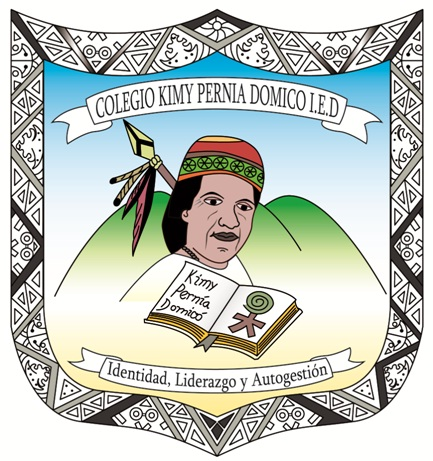 COLEGIO KIMY PERNIA DOMICO I.E.D
Kimy
Pernía
Domicó
Identidad, Liderazgo y Autogestión